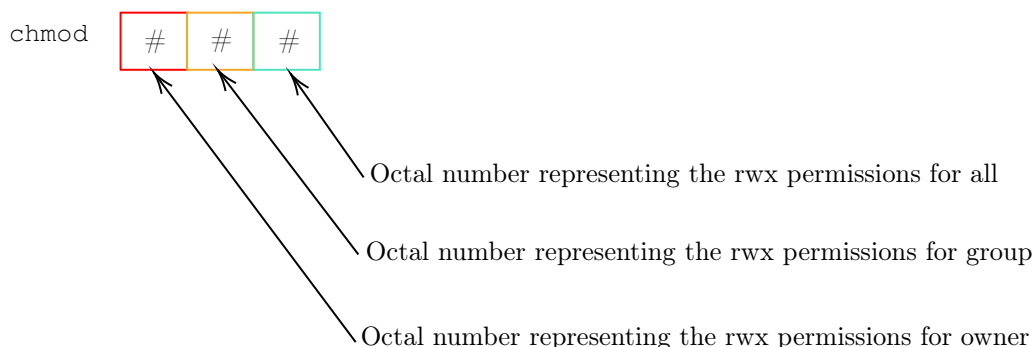 chmod # # #
Octal number representing the rwx permissions for all
Octal number representing the rwx permissions for group
Octal number representing the rwx permissions for owner